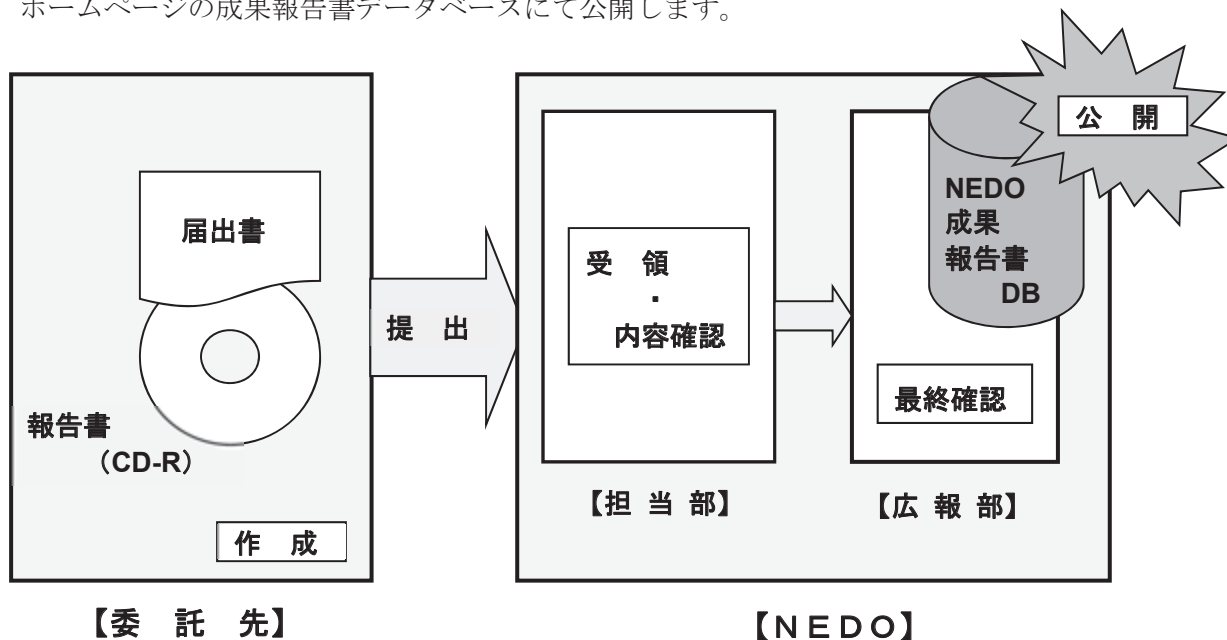 ホームページの成果報告書データベースにて公開します。
公 開
届出書
報告書
（CD-R）
作 成
【委 託 先】
提 出
受 領
・
内容確認
【担 当 部】
NEDO
成果
報告書
DB
最終確認
【広 報 部】
【ＮＥＤＯ】